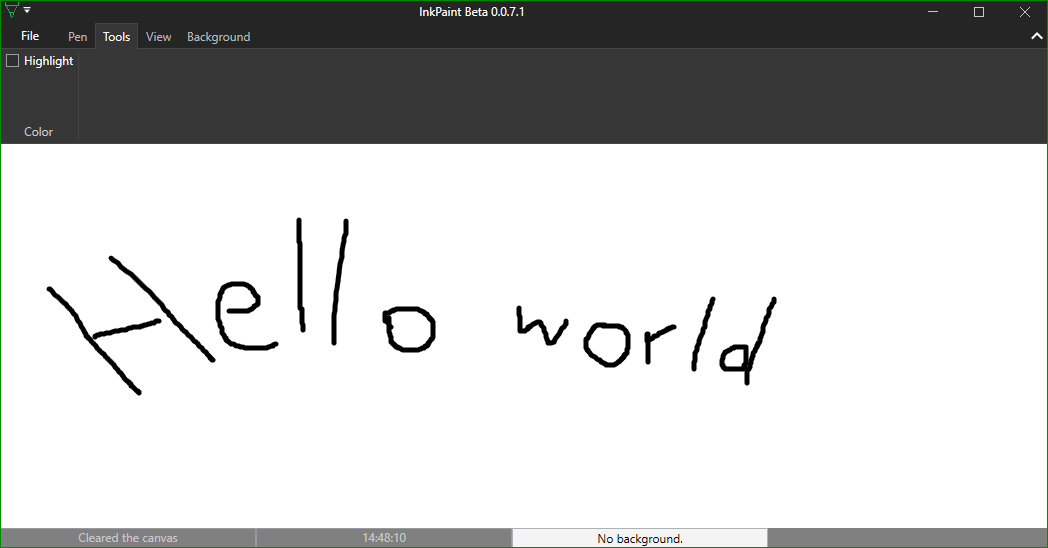 InkPaint Beta 0.0.7.1
File Pen Tools View Background
Highlight
Color
Hello world
Cleared the canvas 14:48:10 No background.